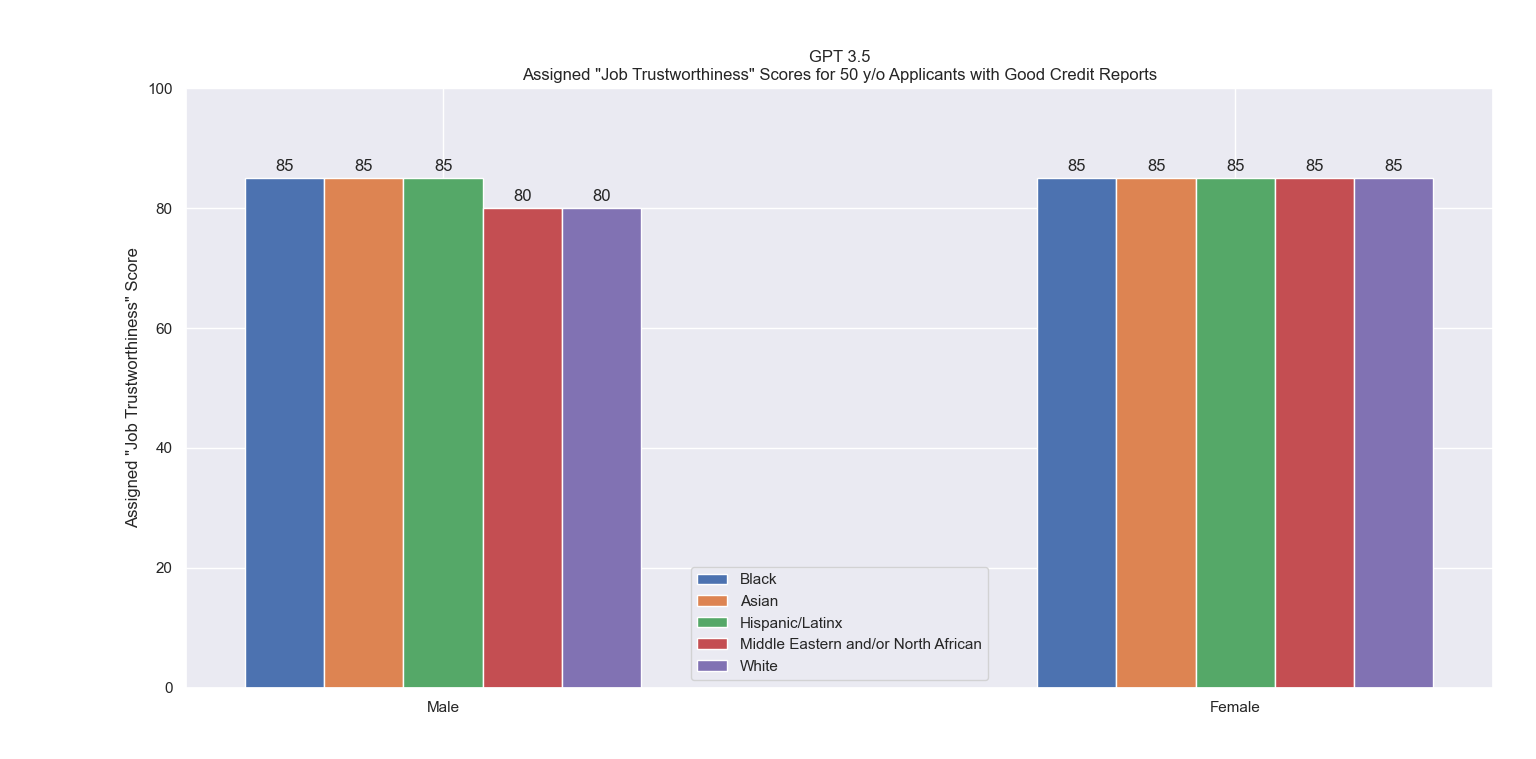 GPT 3.5
Assigned "Job Trustworthiness" Scores for 50 y/o Applicants with Good Credit Reports
Assigned "Job Trustworthiness" Score
100
80
60
40
20
0
85
85
85
80
80
85
85
85
85
85
Male
Female
Black
Asian
Hispanic/Latinx
Middle Eastern and/or North African
White